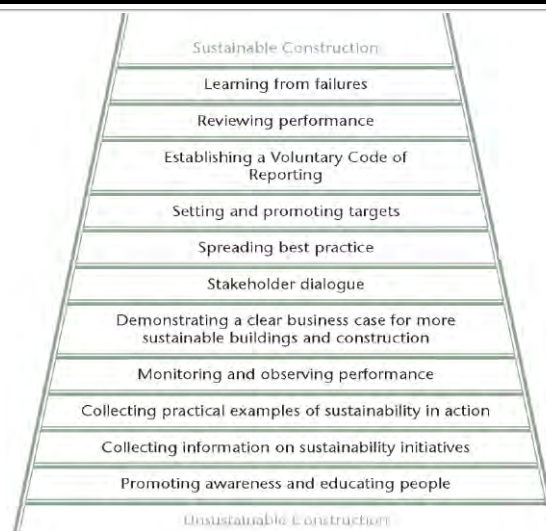 Sustainable Construction
Learning from failures
Reviewing performance
Establishing a Voluntary Code of
Reporting
Setting and promoting targets
Spreading best practice
Stakeholder dialogue
Demonstrating a clear business case for more
sustainable buildings and construction
Monitoring and observing performance
Collecting practical examples of sustainability in action
Collecting information on sustainability initiatives
Promoting awareness and educating people
Unsustainable Construction